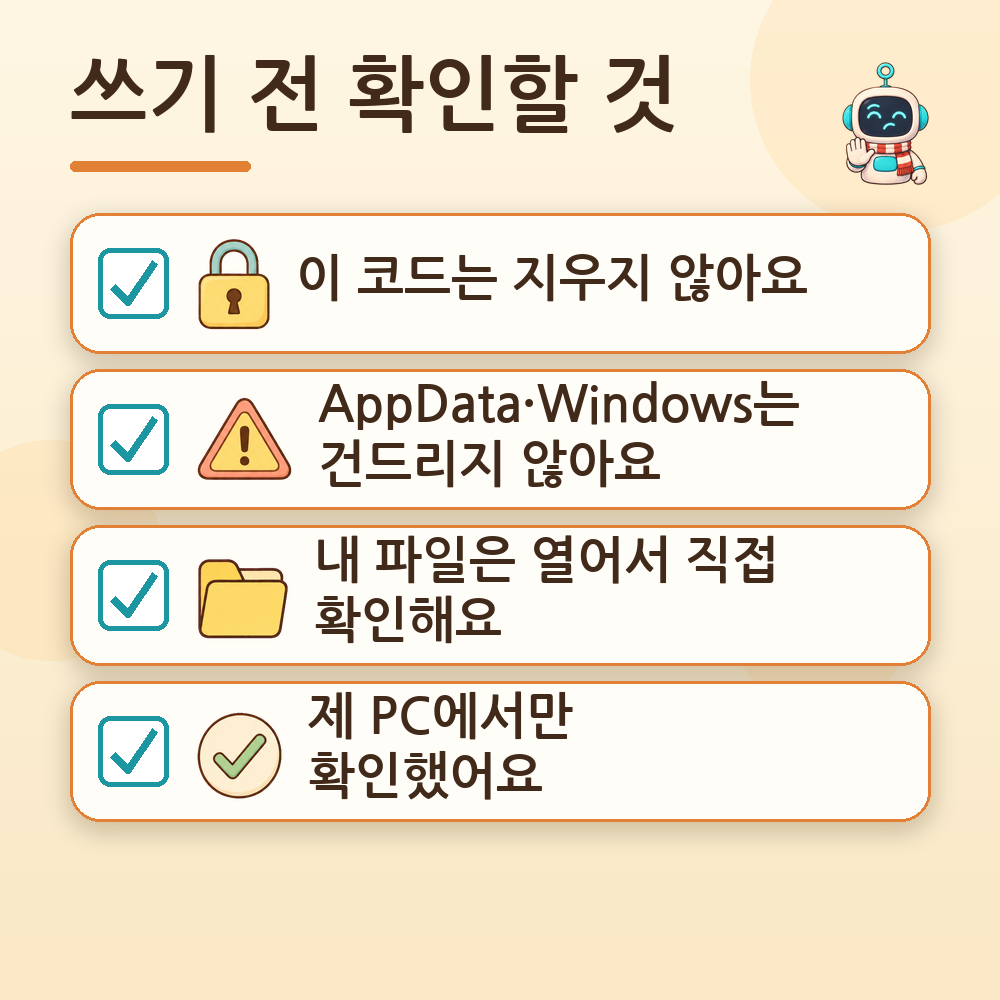 쓰기 전 확인할 것
이 코드는 지우지 않아요
AppData·Windows는
건드리지 않아요
내 파일은 열어서 직접
확인해요
제 PC에서만
확인했어요